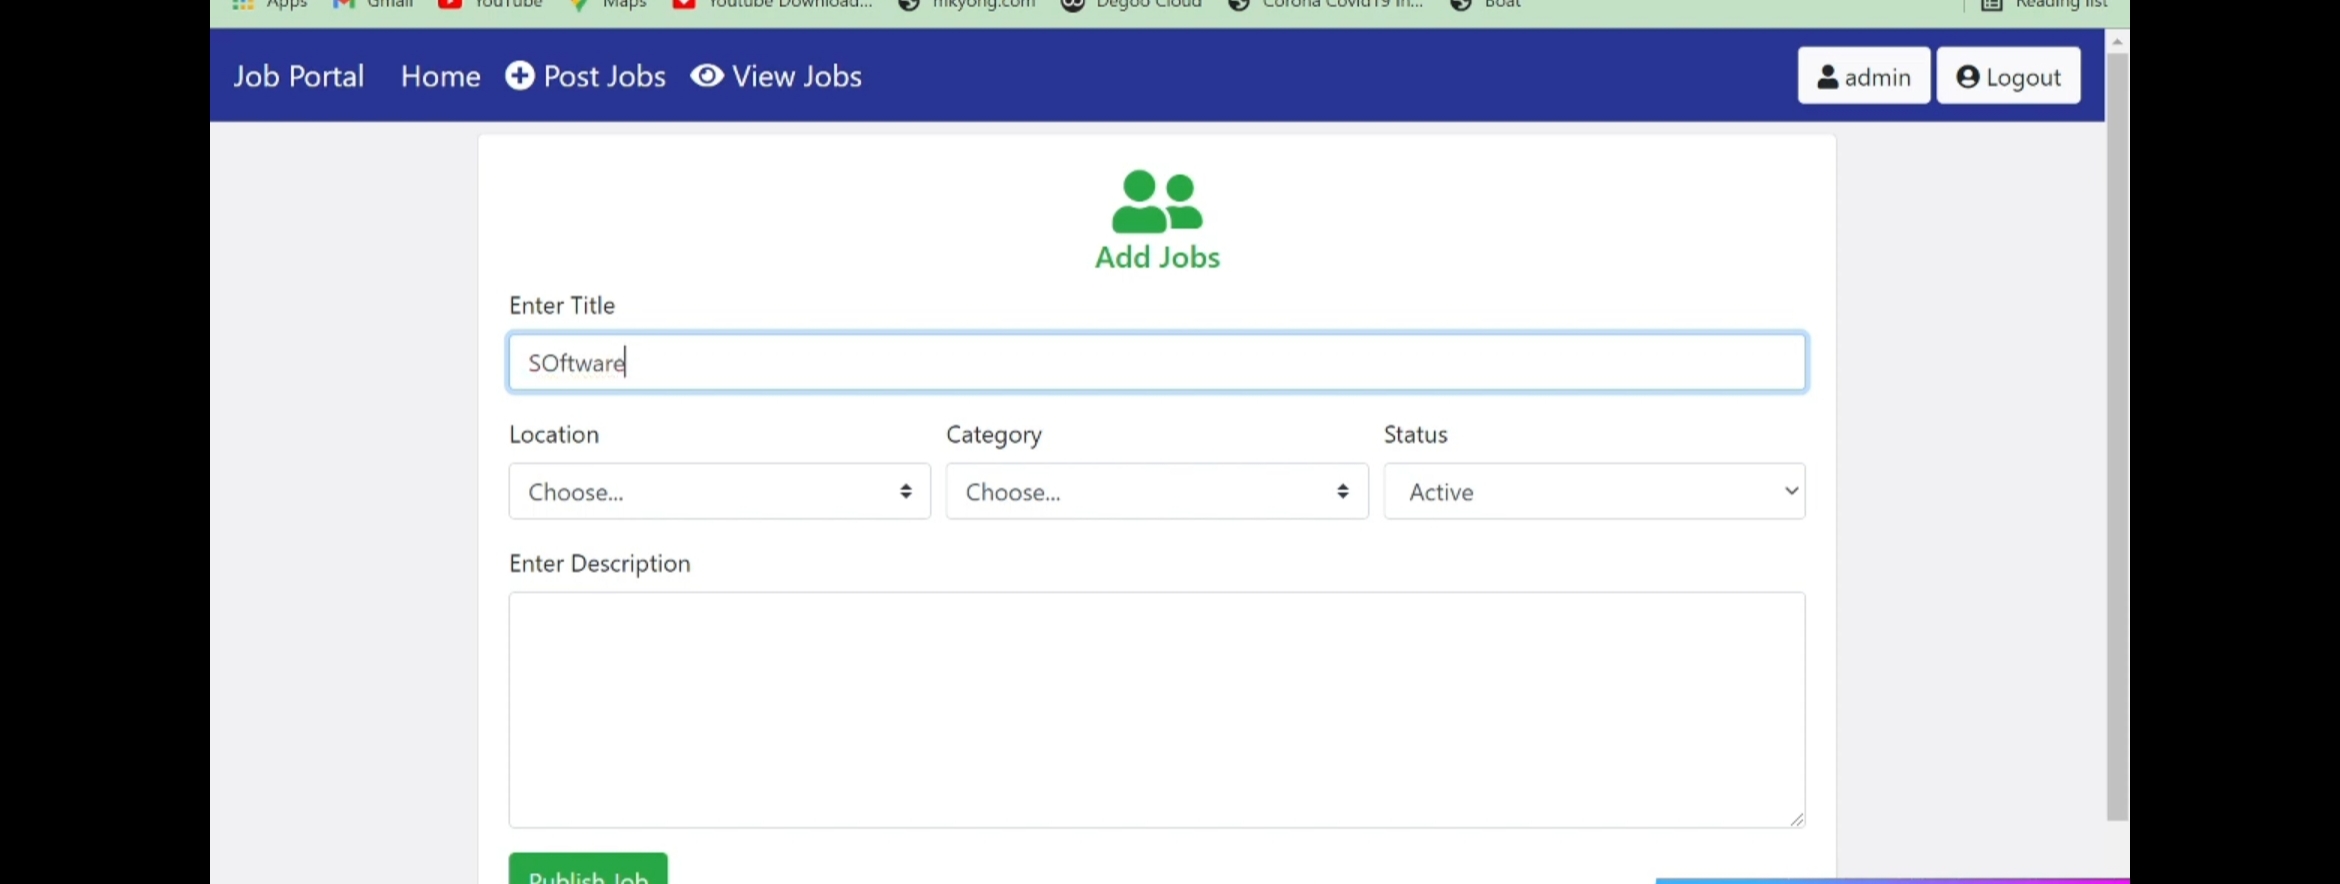 Apps Gmail YouTube Maps Youtube Download... mkyong.com Degoo Cloud Corona Covid19 In... Boat Reading list
Job Portal Home Post Jobs View Jobs admin Logout
Add Jobs
Enter Title
SOftware
Location Category Status
Choose... Choose... Active
Enter Description
Publish Job